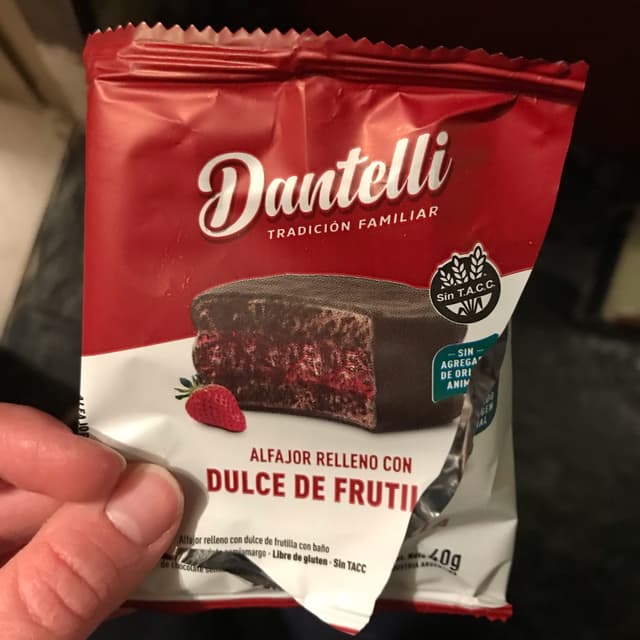 Dantelli
TRADICIÓN FAMILIAR
Sin T.A.C.C.
SIN
AGREGA
DE ORI
ANIM
ALFAJOR RELLENO CON
DULCE DE FRUTIL
Alfajor relleno con dulce de frutilla con baño
semiamargo - Libre de gluten - Sin TACC
40g